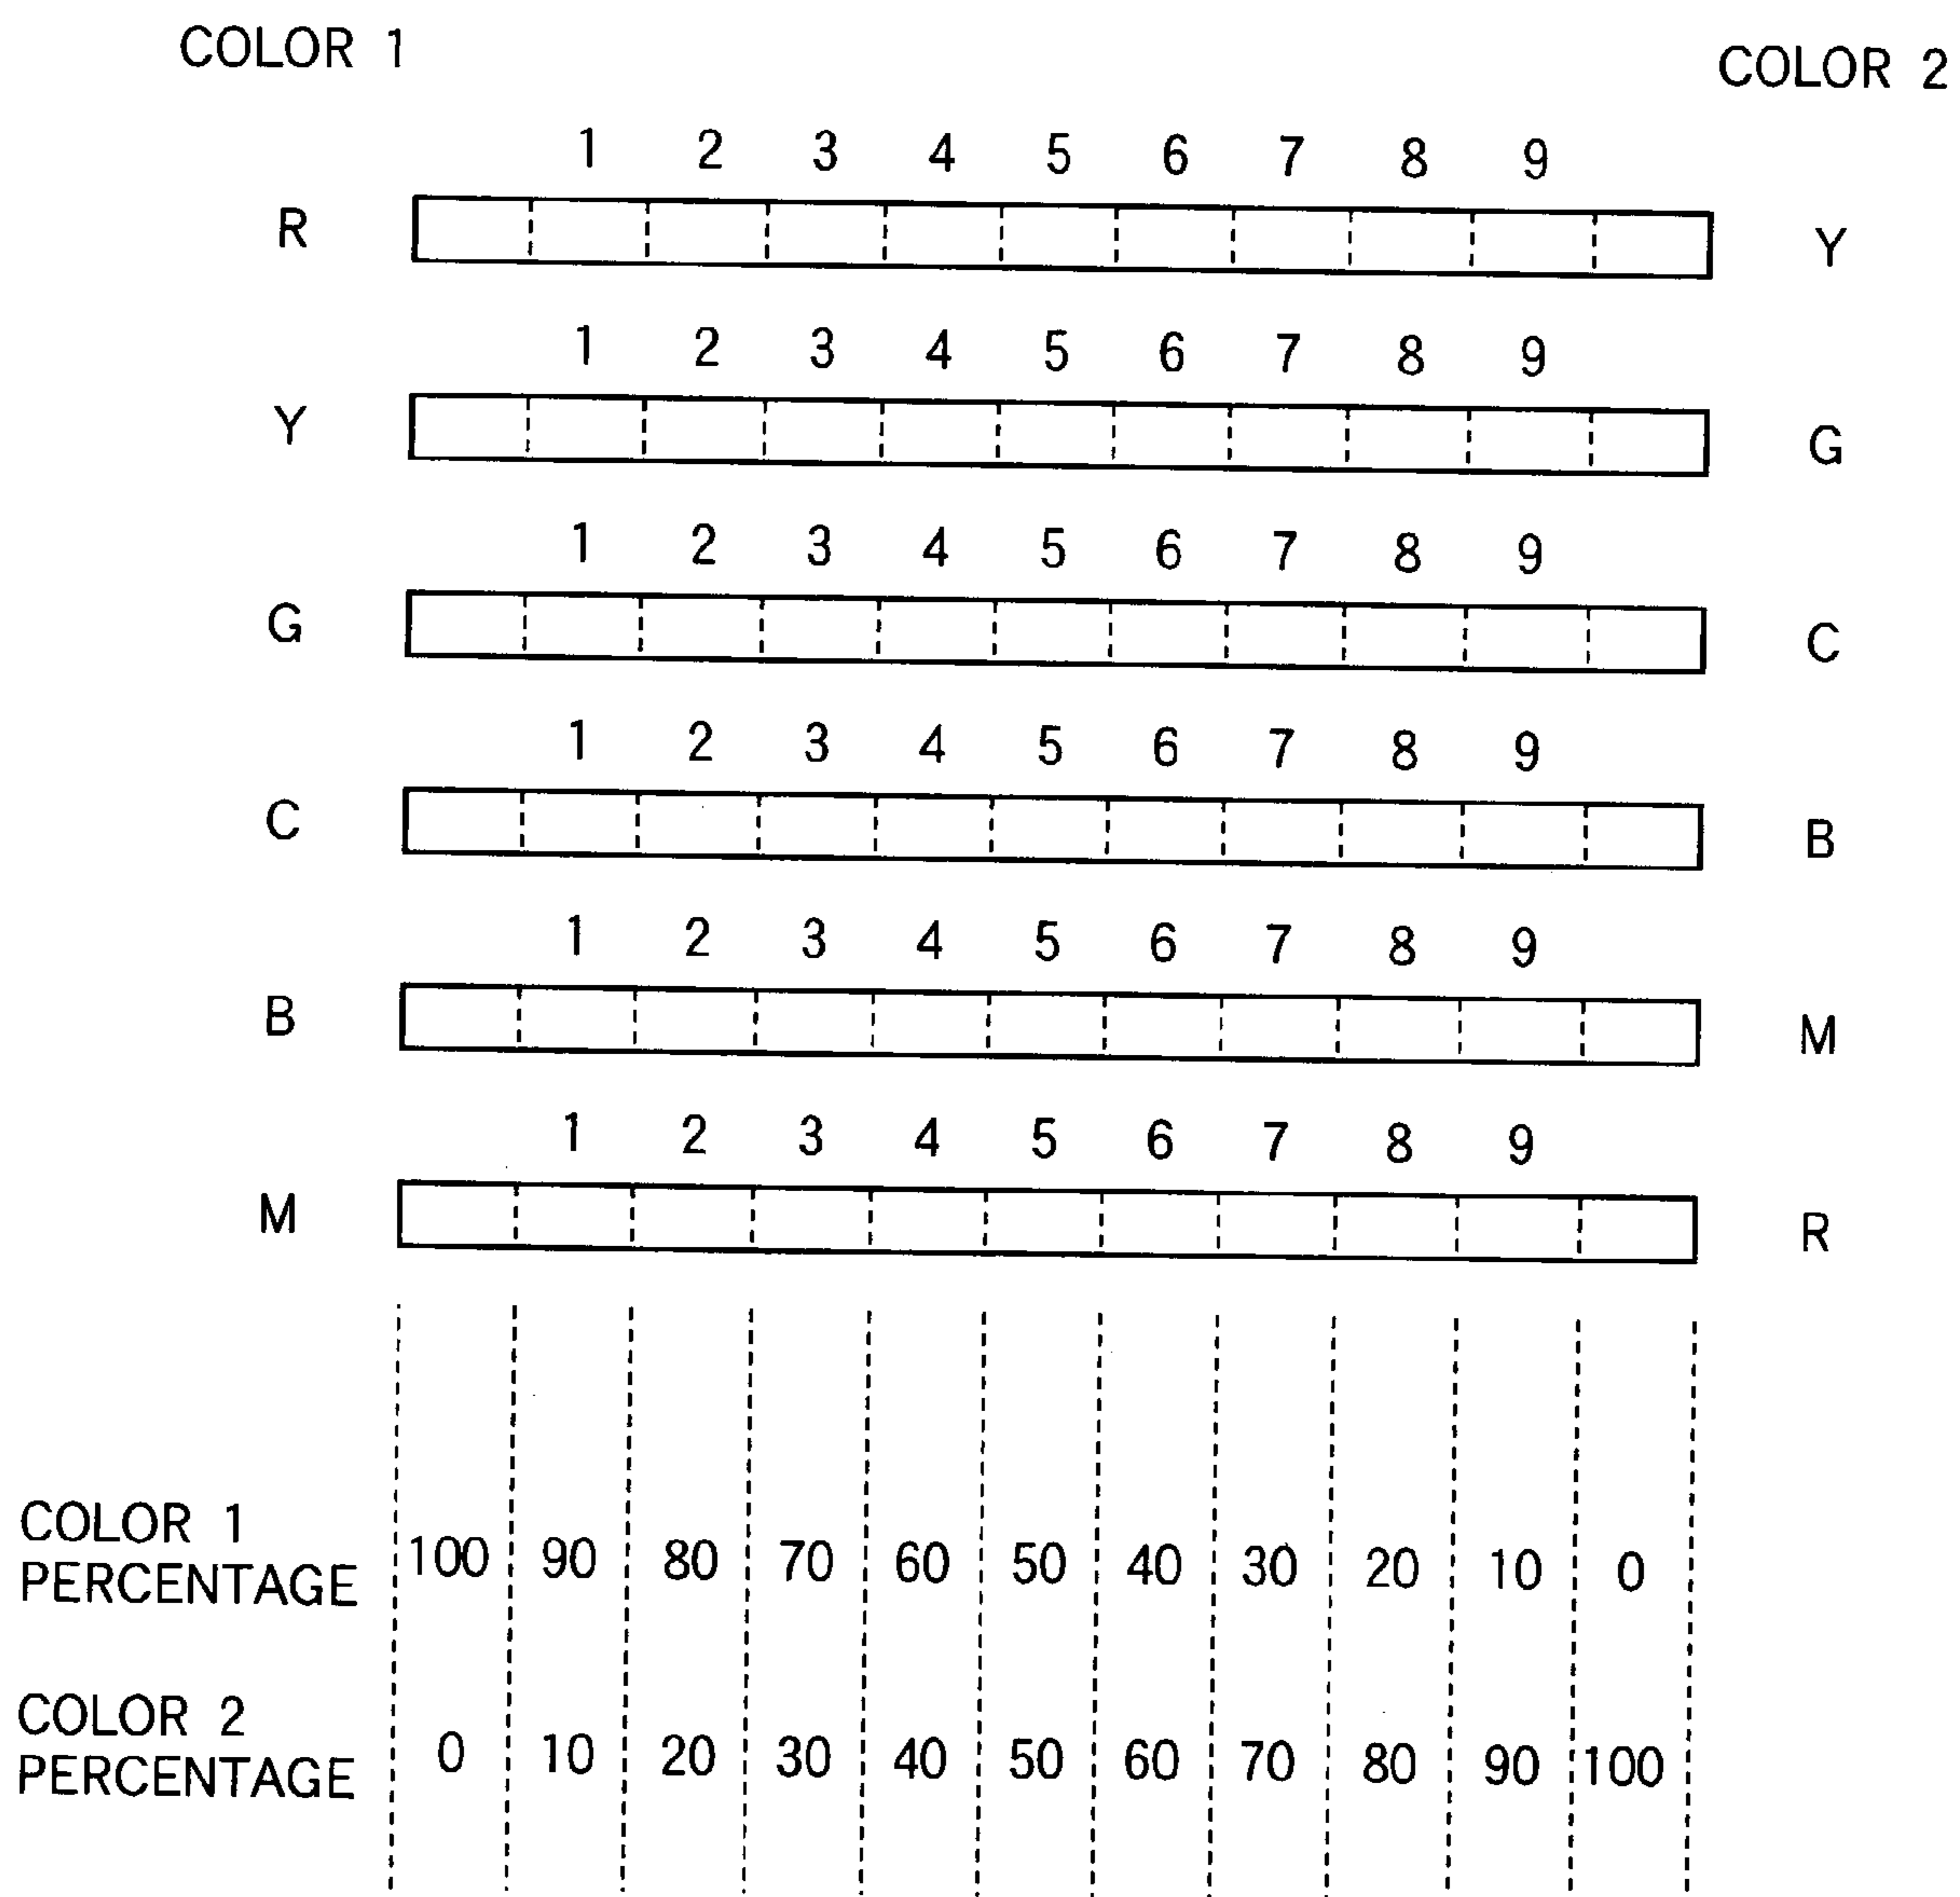 COLOR 1 COLOR 2
1 2 3 4 5 6 7 8 9
R Y
1 2 3 4 5 6 7 8 9
Y G
1 2 3 4 5 6 7 8 9
G C
1 2 3 4 5 6 7 8 9
C B
1 2 3 4 5 6 7 8 9
B M
1 2 3 4 5 6 7 8 9
M R
COLOR 1
PERCENTAGE 100 90 80 70 60 50 40 30 20 10 0
COLOR 2
PERCENTAGE 0 10 20 30 40 50 60 70 80 90 100